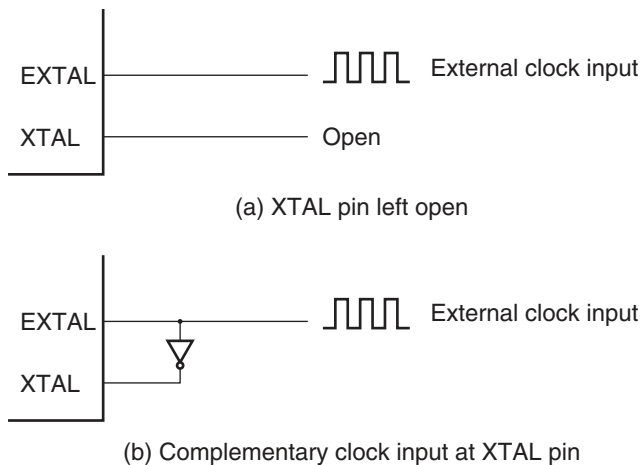 EXTAL External clock input
XTAL Open
(a) XTAL pin left open
EXTAL External clock input
XTAL
(b) Complementary clock input at XTAL pin